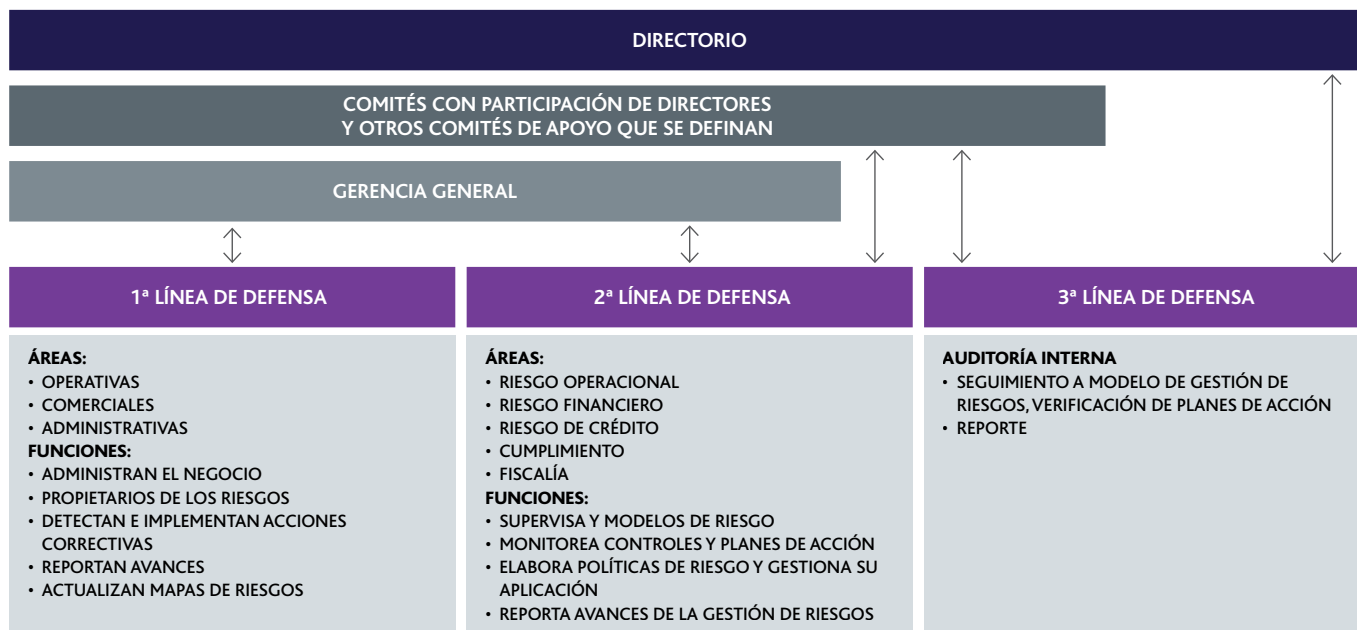 DIRECTORIO
COMITÉS CON PARTICIPACIÓN DE DIRECTORES
Y OTROS COMITÉS DE APOYO QUE SE DEFINAN
GERENCIA GENERAL
1ª LÍNEA DE DEFENSA
ÁREAS:
• OPERATIVAS
• COMERCIALES
• ADMINISTRATIVAS
FUNCIONES:
• ADMINISTRAN EL NEGOCIO
• PROPIETARIOS DE LOS RIESGOS
• DETECTAN E IMPLEMENTAN ACCIONES
CORRECTIVAS
• REPORTAN AVANCES
• ACTUALIZAN MAPAS DE RIESGOS
2ª LÍNEA DE DEFENSA
ÁREAS:
• RIESGO OPERACIONAL
• RIESGO FINANCIERO
• RIESGO DE CRÉDITO
• CUMPLIMIENTO
• FISCALÍA
FUNCIONES:
• SUPERVISA Y MODELOS DE RIESGO
• MONITOREA CONTROLES Y PLANES DE ACCIÓN
• ELABORA POLÍTICAS DE RIESGO Y GESTIONA SU
APLICACIÓN
• REPORTA AVANCES DE LA GESTIÓN DE RIESGOS
3ª LÍNEA DE DEFENSA
AUDITORÍA INTERNA
• SEGUIMIENTO A MODELO DE GESTIÓN DE
RIESGOS, VERIFICACIÓN DE PLANES DE ACCIÓN
• REPORTE